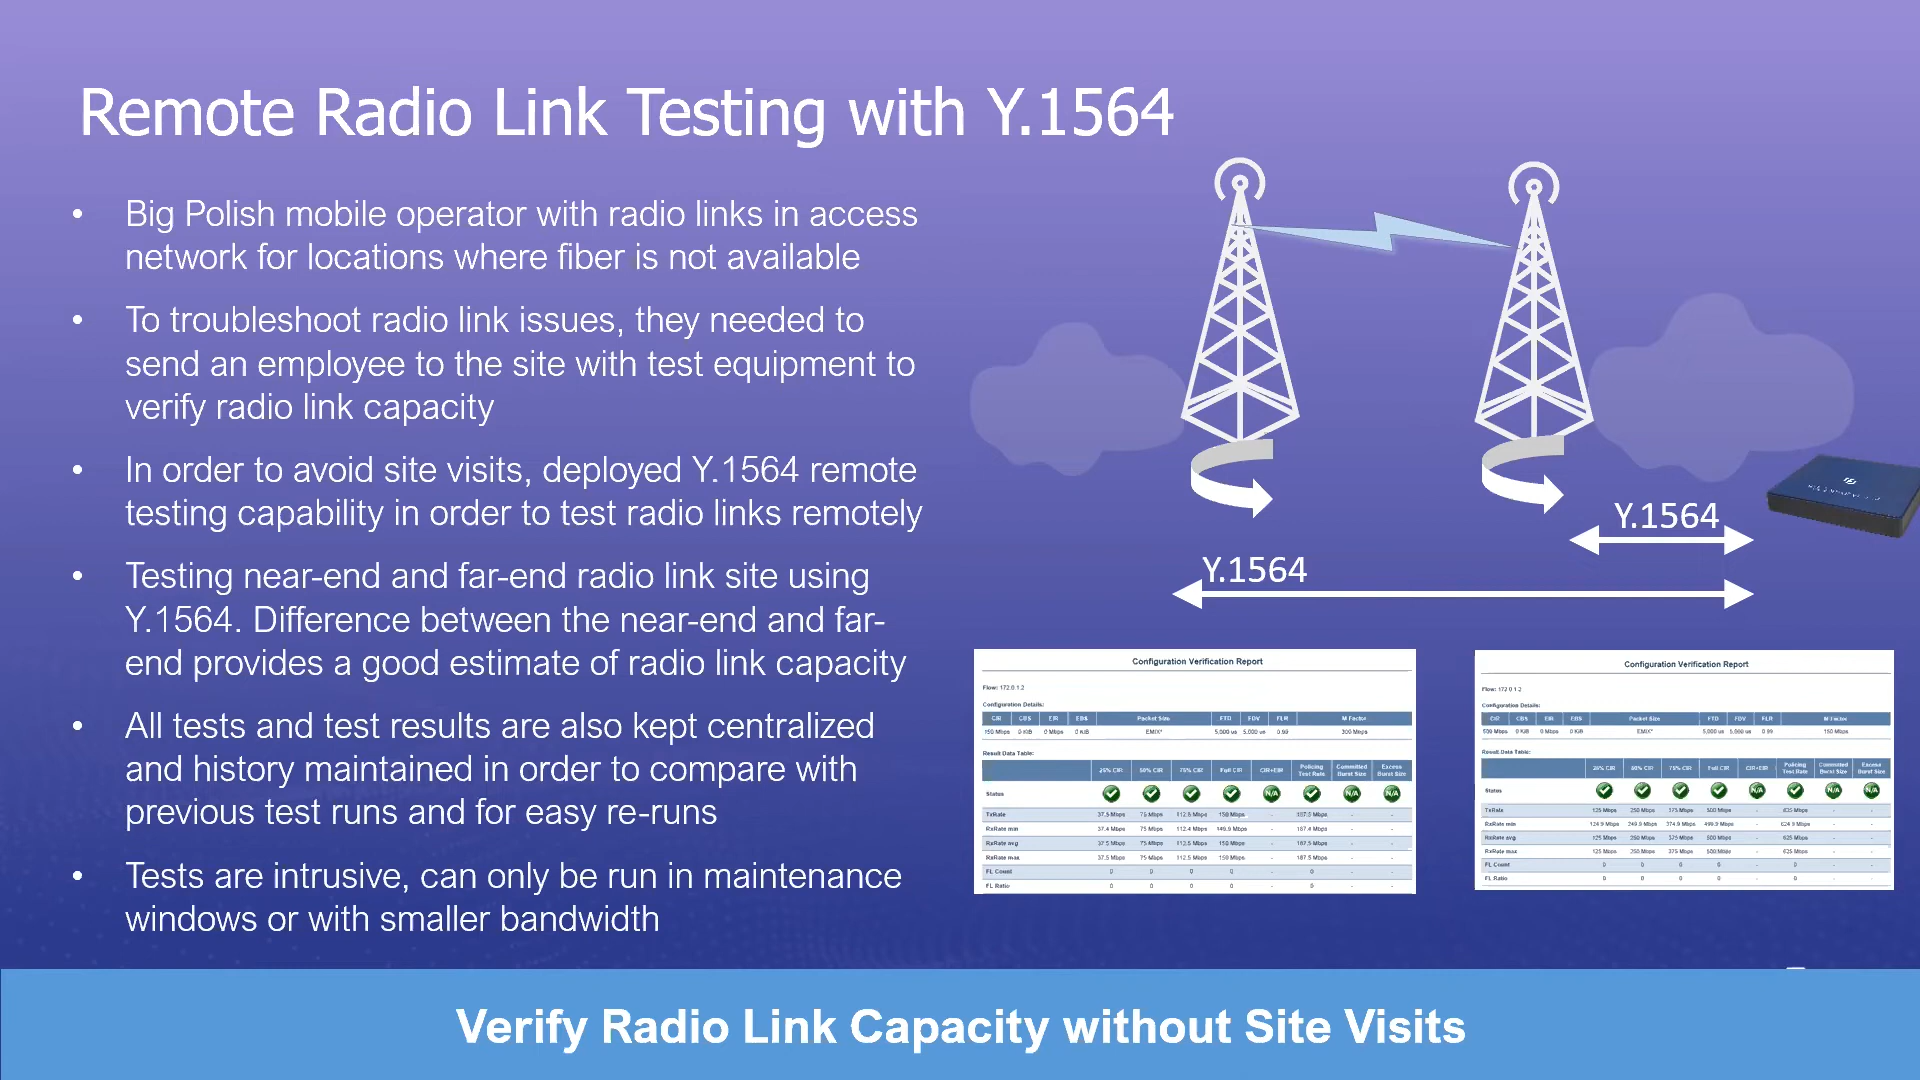 Remote Radio Link Testing with Y.1564
• Big Polish mobile operator with radio links in access
network for locations where fiber is not available
• To troubleshoot radio link issues, they needed to
send an employee to the site with test equipment to
verify radio link capacity
• In order to avoid site visits, deployed Y.1564 remote
testing capability in order to test radio links remotely
• Testing near-end and far-end radio link site using
Y.1564. Difference between the near-end and far-
end provides a good estimate of radio link capacity
• All tests and test results are also kept centralized
and history maintained in order to compare with
previous test runs and for easy re-runs
• Tests are intrusive, can only be run in maintenance
windows or with smaller bandwidth
Y.1564
Y.1564
Configuration Verification Report
Flow: 172.0.1.2
Configuration Details:
CIR CBS EIR EBS Packet Size FTD FDV FLR M Factor
150 Mbps 0 KiB 0 Mbps 0 KiB EMIX* 5,000 us 5,000 us 0.99 300 Mbps
Result Data Table:
25% CIR 50% CIR 75% CIR Full CIR CIR+EIR Policing Test Rate Committed Burst Size Excess Burst Size
Status N/A N/A N/A
TxRate 37.5 Mbps 75 Mbps 112.5 Mbps 150 Mbps - 187.5 Mbps - -
RxRate min 37.4 Mbps 75 Mbps 112.4 Mbps 149.9 Mbps - 187.4 Mbps - -
RxRate avg 37.5 Mbps 75 Mbps 112.5 Mbps 150 Mbps - 187.5 Mbps - -
RxRate max 37.5 Mbps 75 Mbps 112.5 Mbps 150 Mbps - 187.5 Mbps - -
FL Count 0 0 0 0 - 0 - -
FL Ratio 0 0 0 0 - 0 - -
Configuration Verification Report
Flow: 172.0.1.2
Configuration Details:
CIR CBS EIR EBS Packet Size FTD FDV FLR M Factor
500 Mbps 0 KiB 0 Mbps 0 KiB EMIX* 5,000 us 5,000 us 0.99 150 Mbps
Result Data Table:
25% CIR 50% CIR 75% CIR Full CIR CIR+EIR Policing Test Rate Committed Burst Size Excess Burst Size
Status N/A N/A N/A
TxRate 125 Mbps 250 Mbps 375 Mbps 500 Mbps - 625 Mbps - -
RxRate min 124.9 Mbps 249.9 Mbps 374.9 Mbps 499.9 Mbps - 624.9 Mbps - -
RxRate avg 125 Mbps 250 Mbps 375 Mbps 500 Mbps - 625 Mbps - -
RxRate max 125 Mbps 250 Mbps 375 Mbps 500 Mbps - 625 Mbps - -
FL Count 0 0 0 0 - 0 - -
FL Ratio 0 0 0 0 - 0 - -
Verify Radio Link Capacity without Site Visits